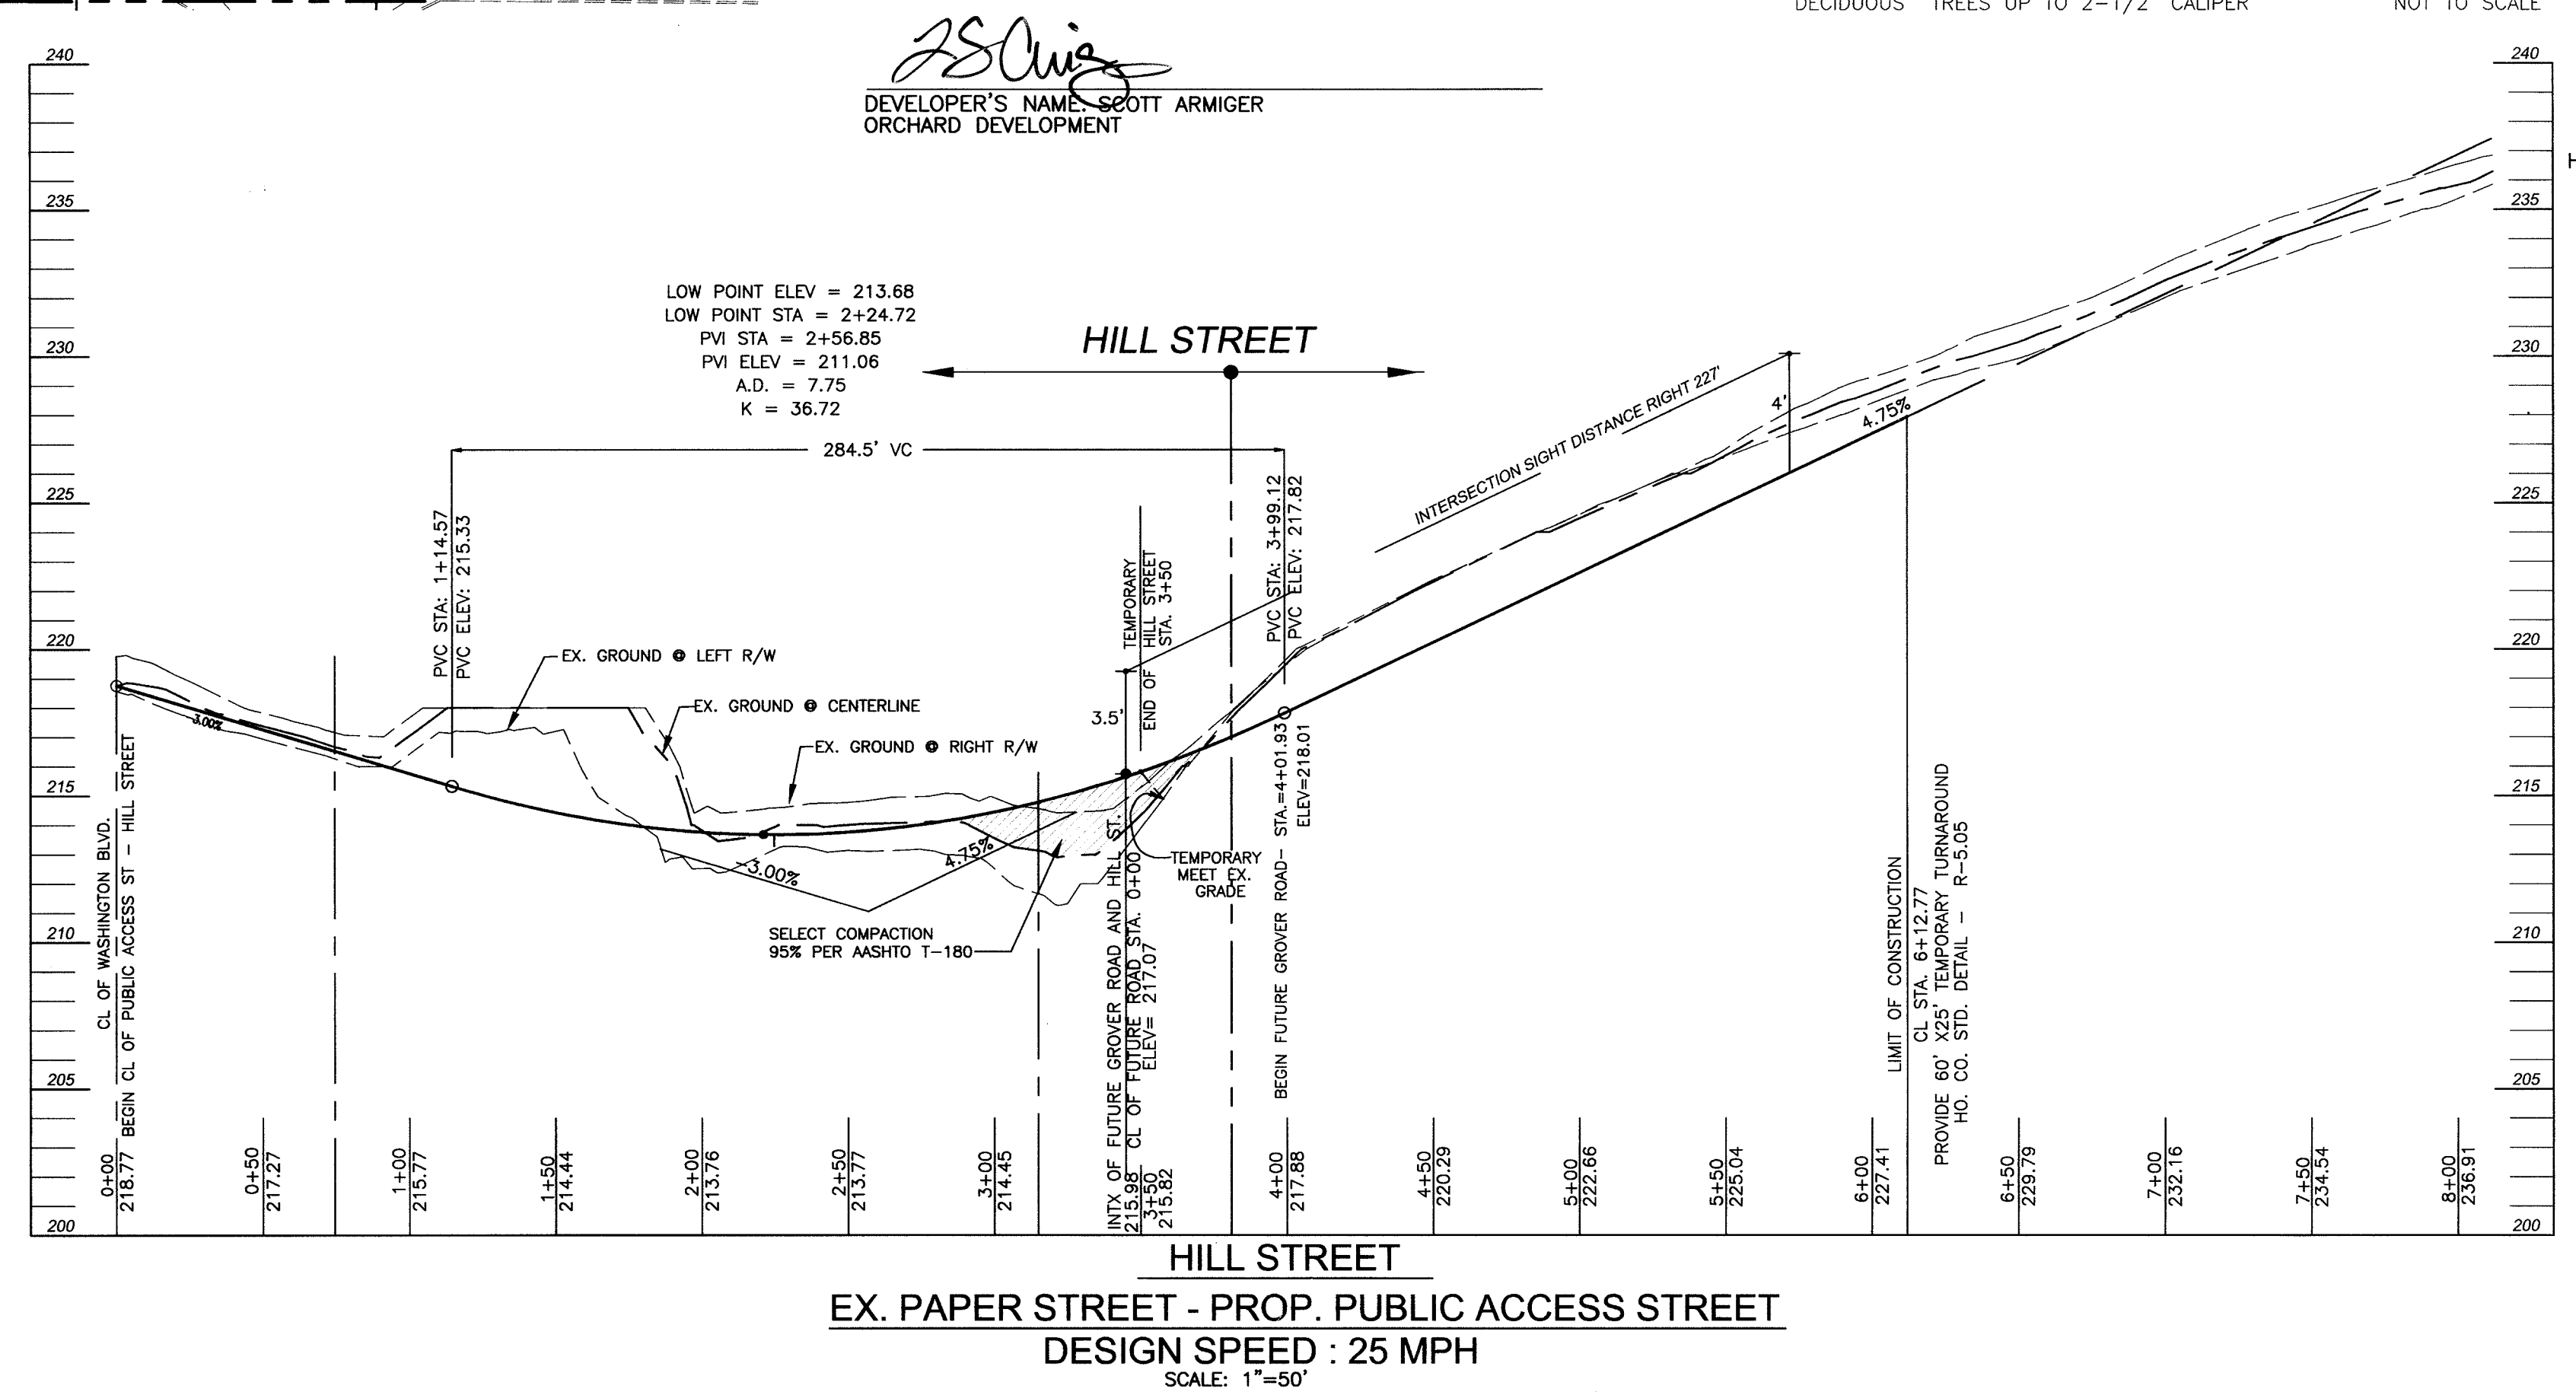 DECIDUOUS TREES UP TO 2-1/2" CALIPER
NOT TO SCALE
DEVELOPER'S NAME: SCOTT ARMIGER
ORCHARD DEVELOPMENT
240
235
230
225
220
215
210
205
200
240
235
230
225
220
215
210
205
200
H
LOW POINT ELEV = 213.68
LOW POINT STA = 2+24.72
PVI STA = 2+56.85
PVI ELEV = 211.06
A.D. = 7.75
K = 36.72
284.5' VC
HILL STREET
INTERSECTION SIGHT DISTANCE RIGHT 227'
4'
4.75%
PVC STA: 1+14.57
PVC ELEV: 215.33
TEMPORARY
END OF HILL STREET
STA. 3+50
PVC STA: 3+99.12
PVC ELEV: 217.82
EX. GROUND @ LEFT R/W
EX. GROUND @ CENTERLINE
EX. GROUND @ RIGHT R/W
3.5'
-3.00%
-3.00%
4.75%
TEMPORARY
MEET EX.
GRADE
SELECT COMPACTION
95% PER AASHTO T-180
CL OF WASHINGTON BLVD.
BEGIN CL OF PUBLIC ACCESS ST - HILL STREET
INTX OF FUTURE GROVER ROAD AND HILL ST.
CL OF FUTURE ROAD STA. 0+00
ELEV= 217.07
BEGIN FUTURE GROVER ROAD- STA.=4+01.93
ELEV=218.01
LIMIT OF CONSTRUCTION
CL STA. 6+12.77
PROVIDE 60' X25' TEMPORARY TURNAROUND
HO. CO. STD. DETAIL - R-5.05
0+00
218.77
0+50
217.27
1+00
215.77
1+50
214.44
2+00
213.76
2+50
213.77
3+00
214.45
215.98
3+50
215.82
4+00
217.88
4+50
220.29
5+00
222.66
5+50
225.04
6+00
227.41
6+50
229.79
7+00
232.16
7+50
234.54
8+00
236.91
HILL STREET
EX. PAPER STREET - PROP. PUBLIC ACCESS STREET
DESIGN SPEED : 25 MPH
SCALE: 1"=50'